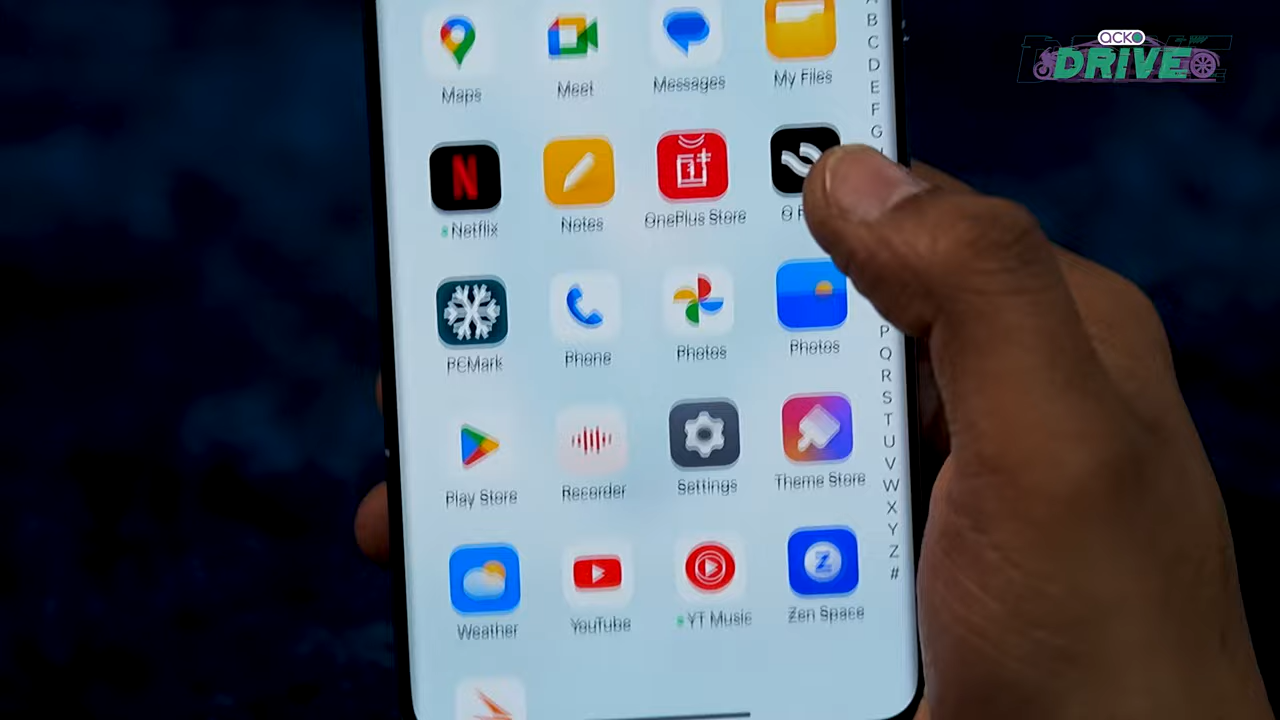 acko
DRIVE
Maps
Meet
Messages
My Files
Netflix
Notes
OnePlus Store
O
PCMark
Phone
Photos
Photos
Play Store
Recorder
Settings
Theme Store
Weather
YouTube
YT Music
Zen Space
N
1+
Z
B
C
D
E
F
G
P
Q
R
S
T
U
V
W
X
Y
Z
#